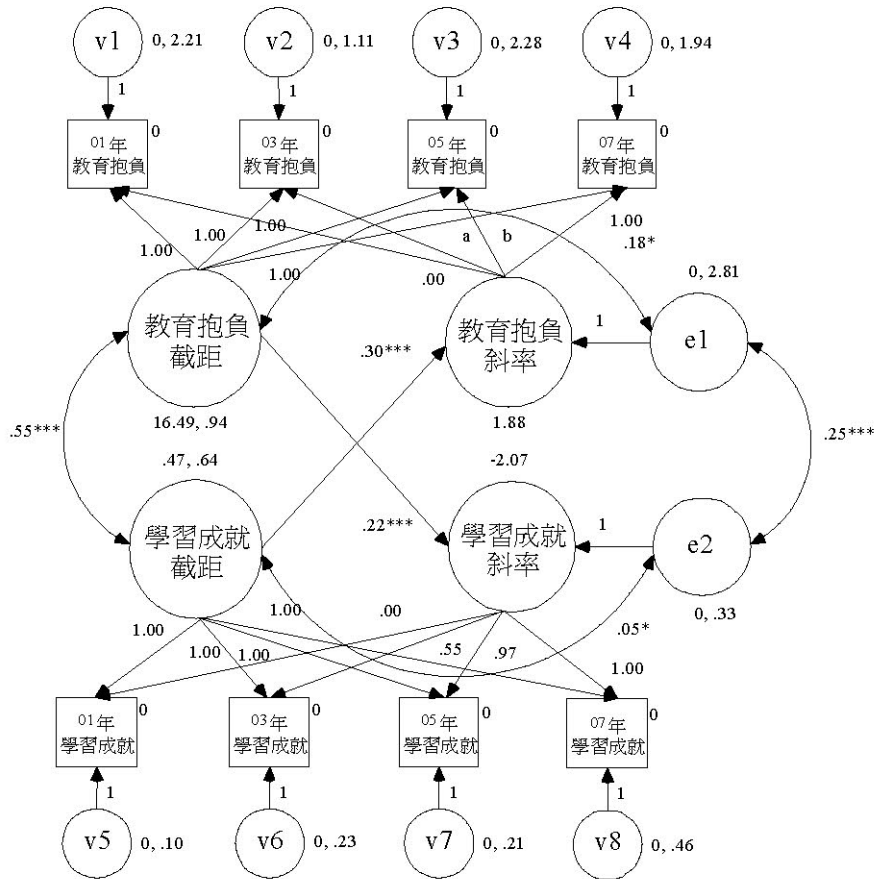 v1 0, 2.21 v2 0, 1.11 v3 0, 2.28 v4 0, 1.94
1 1 1 1
0 0 0 0
01年 03年 05年 07年
教育抱負 教育抱負 教育抱負 教育抱負
1.00 1.00 1.00 a b 1.00
1.00 1.00 .00 .18*
0, 2.81
教育抱負 教育抱負 1 e1
截距 斜率
.30***
16.49, .94 1.88
.55*** .25***
.47, .64 -2.07
.22***
學習成就 學習成就 1 e2
截距 斜率
0, .33
1.00 1.00 .00 .05*
1.00 1.00 .55 .97 1.00
0 0 0 0
01年 03年 05年 07年
學習成就 學習成就 學習成就 學習成就
1 1 1 1
v5 0, .10 v6 0, .23 v7 0, .21 v8 0, .46